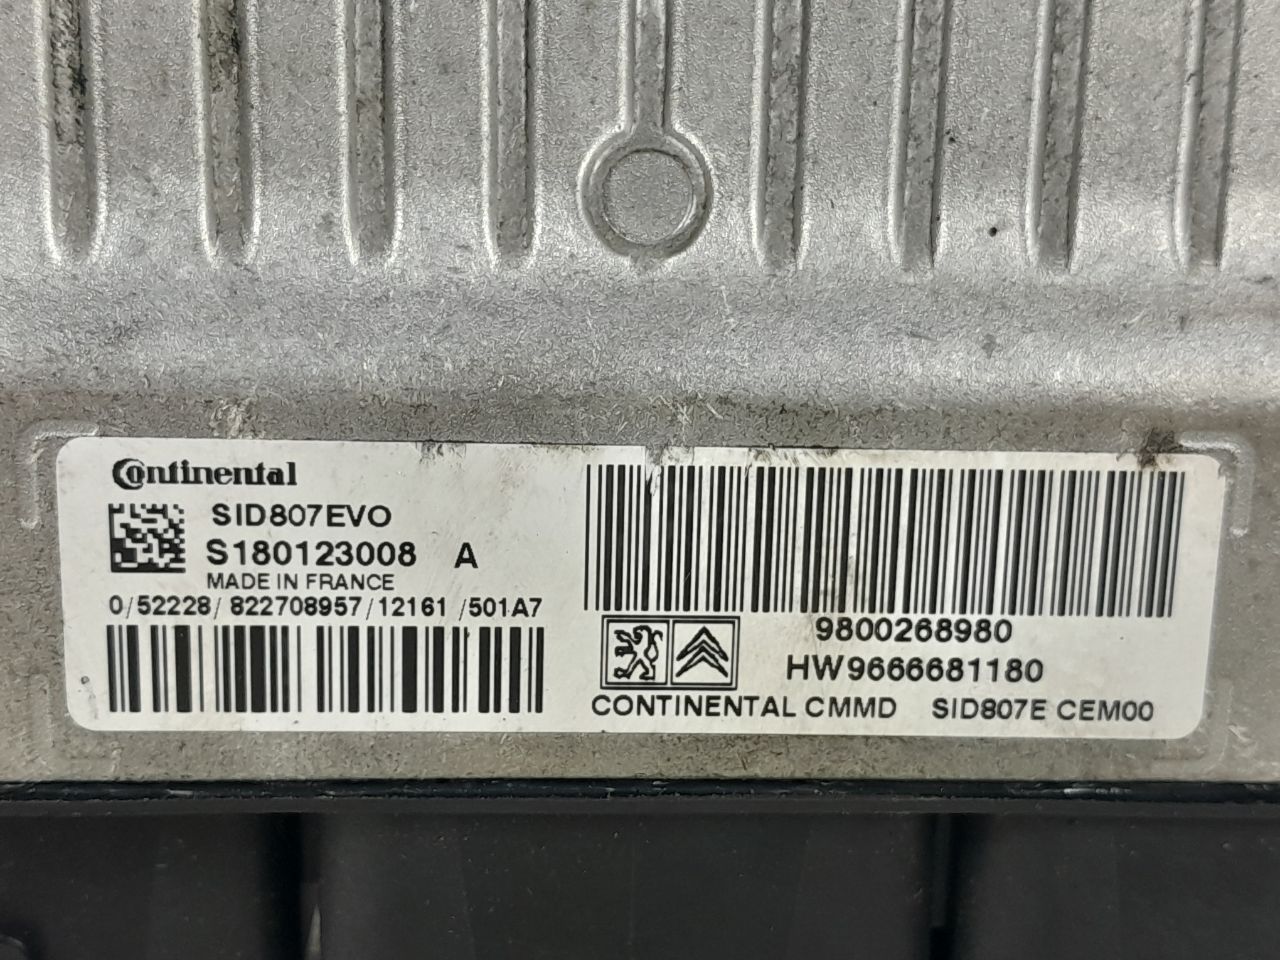 Continental
SID807EVO
S180123008 A
MADE IN FRANCE
0/52228/822708957/12161/501A7
9800268980
HW9666681180
CONTINENTAL CMMD SID807E CEM00